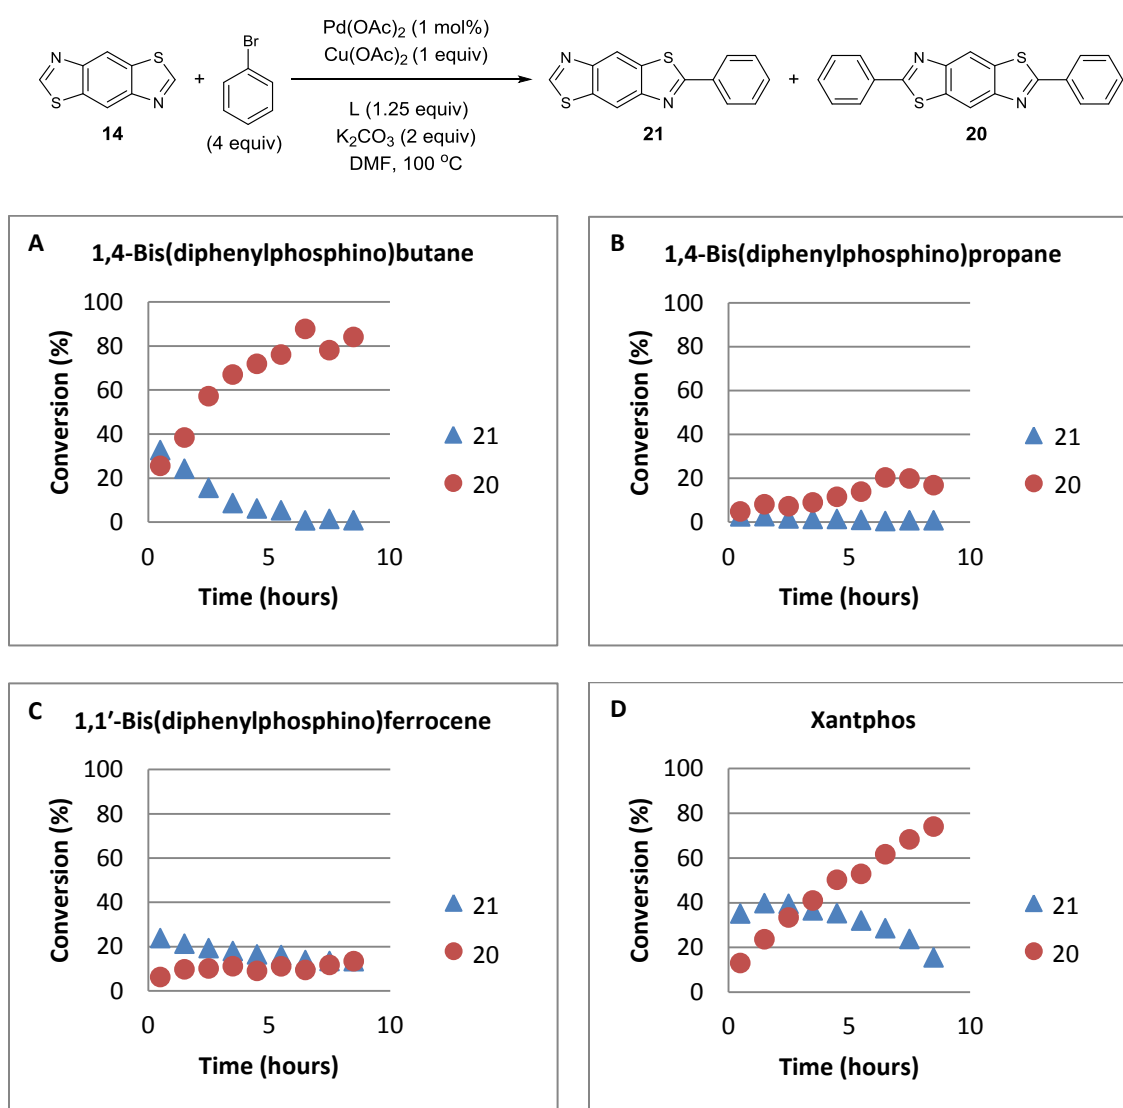 Pd(OAc)2 (1 mol%)
Cu(OAc)2 (1 equiv)
L (1.25 equiv)
K2CO3 (2 equiv)
DMF, 100 oC
N
S
S
N
14
+
Br
(4 equiv)
N
S
S
N
21
+
N
S
S
N
20
A
1,4-Bis(diphenylphosphino)butane
Conversion (%)
100
80
60
40
20
0
0
5
10
Time (hours)
21
20
B
1,4-Bis(diphenylphosphino)propane
Conversion (%)
100
80
60
40
20
0
0
5
10
Time (hours)
21
20
C
1,1′-Bis(diphenylphosphino)ferrocene
Conversion (%)
100
80
60
40
20
0
0
5
10
Time (hours)
21
20
D
Xantphos
Conversion (%)
100
80
60
40
20
0
0
5
10
Time (hours)
21
20